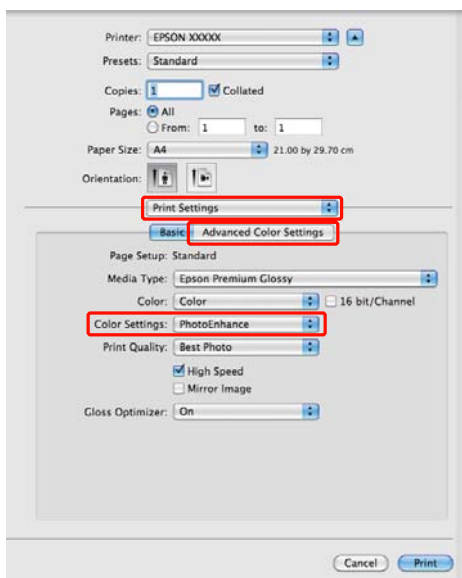 Printer: EPSON XXXXX
Presets: Standard
Copies: 1 Collated
Pages: All
From: 1 to: 1
Paper Size: A4 21.00 by 29.70 cm
Orientation:
Print Settings
Basic Advanced Color Settings
Page Setup: Standard
Media Type: Epson Premium Glossy
Color: Color 16 bit/Channel
Color Settings: PhotoEnhance
Print Quality: Best Photo
High Speed
Mirror Image
Gloss Optimizer: On
Cancel Print